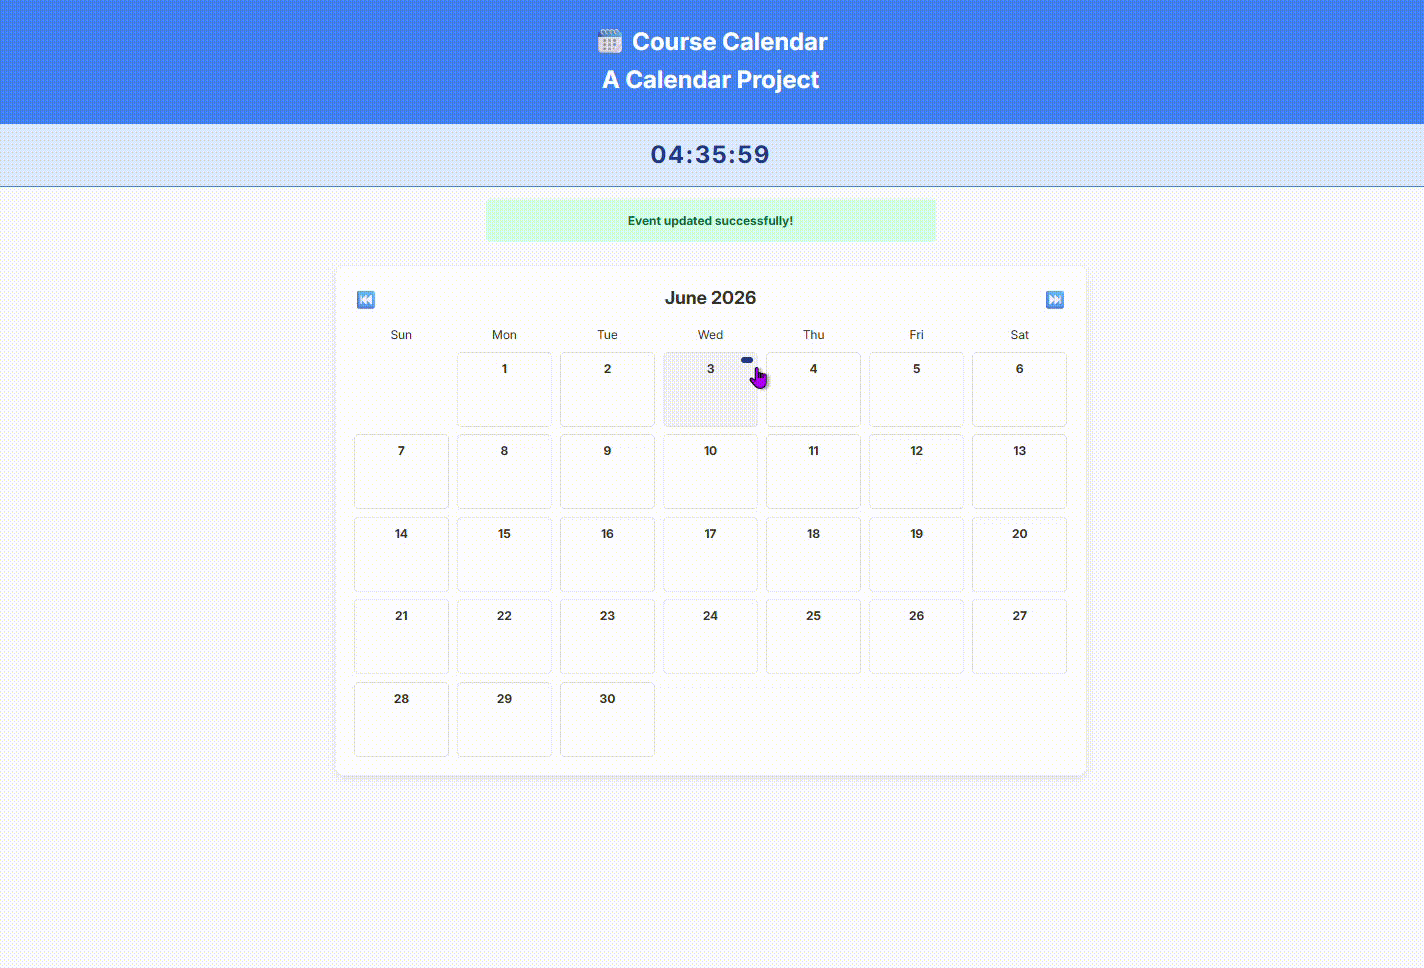 Course Calendar
A Calendar Project
04:35:59
Event updated successfully!
June 2026
Sun Mon Tue Wed Thu Fri Sat
1 2 3 4 5 6
7 8 9 10 11 12 13
14 15 16 17 18 19 20
21 22 23 24 25 26 27
28 29 30